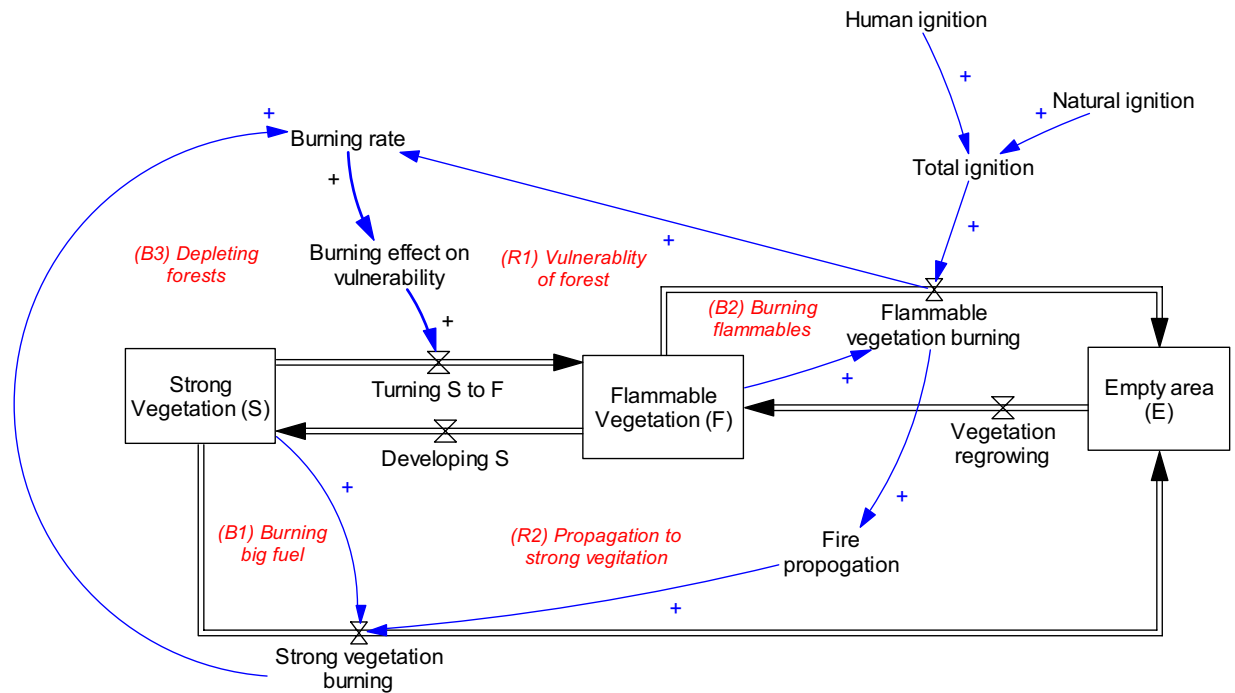 Human ignition
+
Natural ignition
+
+
Burning rate
Total ignition
+
+
+
Burning effect on
vulnerability
(B3) Depleting
forests
(R1) Vulnerablity
of forest
+
(B2) Burning
flammables
Flammable
vegetation burning
Strong
Vegetation (S)
Turning S to F
+
Flammable
Vegetation (F)
Empty area
(E)
Developing S
Vegetation
regrowing
+
+
(B1) Burning
big fuel
(R2) Propagation to
strong vegitation
Fire
propogation
+
Strong vegetation
burning